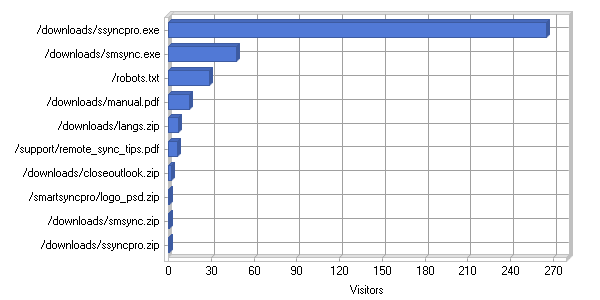 /downloads/ssyncpro.exe
/downloads/smsync.exe
/robots.txt
/downloads/manual.pdf
/downloads/langs.zip
/support/remote_sync_tips.pdf
/downloads/closeoutlook.zip
/smartsyncpro/logo_psd.zip
/downloads/smsync.zip
/downloads/ssyncpro.zip
0 30 60 90 120 150 180 210 240 270
Visitors